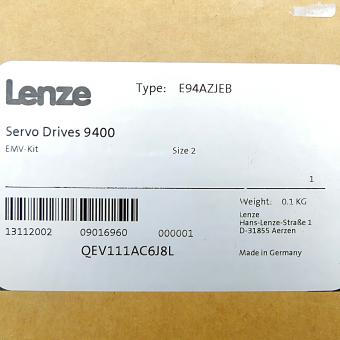 Lenze
Type: E94AZJEB
Servo Drives 9400
EMV-Kit
Size 2
1
Weight: 0.1 KG
Lenze
Hans-Lenze-Straße 1
D-31855 Aerzen
13112002 09016960 000001
QEV111AC6J8L
Made in Germany